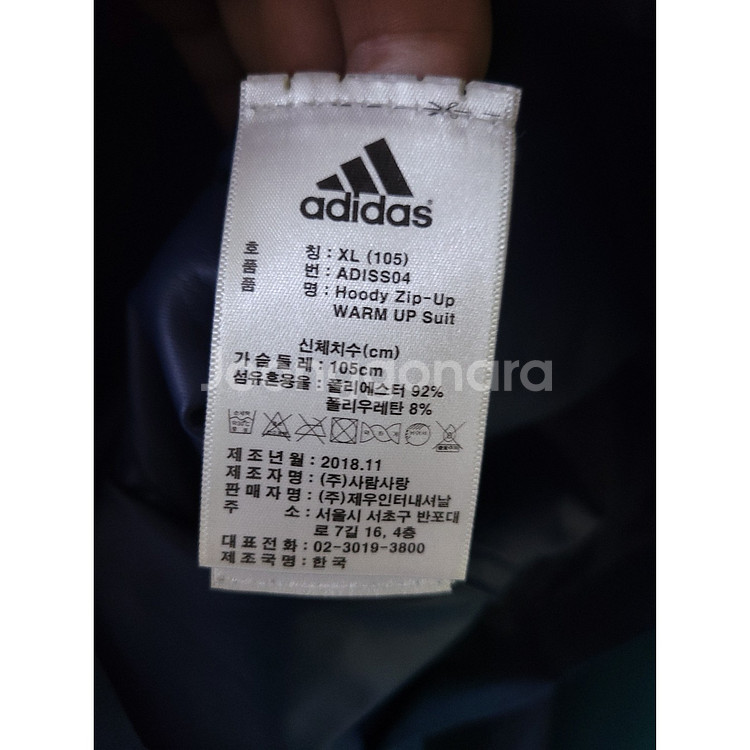 adidas
호 칭 : XL (105)
품 번 : ADISS04
품 명 : Hoody Zip-Up
WARM UP Suit
신체치수(cm)
가 슴 둘 레 : 105cm
섬유혼용율 : 폴리에스터 92%
폴리우레탄 8%
제 조 년 월 : 2018.11
제 조 자 명 : (주)사람사랑
판 매 자 명 : (주)제우인터내셔날
주 소 : 서울시 서초구 반포대
로 7길 16, 4층
대 표 전 화 : 02-3019-3800
제 조 국 명 : 한국
Joonggonara